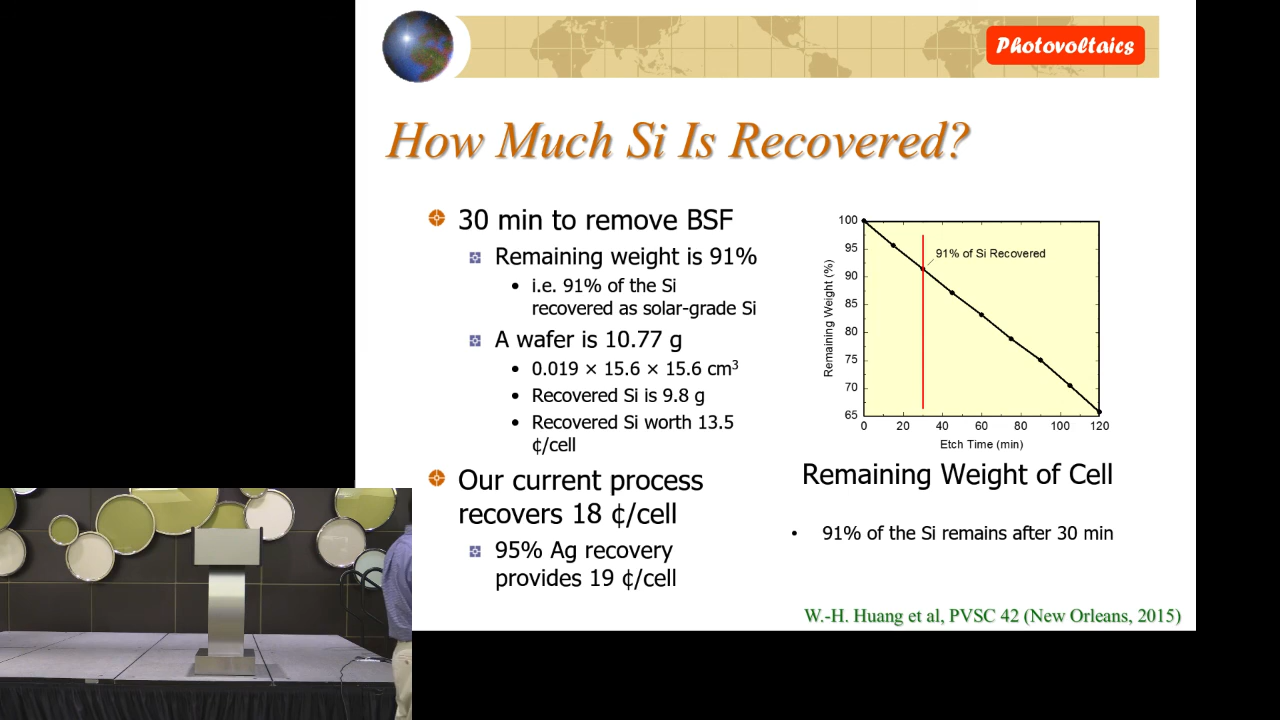 Photovoltaics
How Much Si Is Recovered?
30 min to remove BSF
Remaining weight is 91%
i.e. 91% of the Si
recovered as solar-grade Si
A wafer is 10.77 g
0.019 × 15.6 × 15.6 cm³
Recovered Si is 9.8 g
Recovered Si worth 13.5
¢/cell
Our current process
recovers 18 ¢/cell
95% Ag recovery
provides 19 ¢/cell
100
95
90
85
80
75
70
65
Remaining Weight (%)
91% of Si Recovered
0 20 40 60 80 100 120
Etch Time (min)
Remaining Weight of Cell
• 91% of the Si remains after 30 min
W.-H. Huang et al, PVSC 42 (New Orleans, 2015)